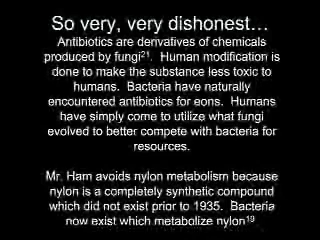 So very, very dishonest…
Antibiotics are derivatives of chemicals
produced by fungi21. Human modification is
done to make the substance less toxic to
humans. Bacteria have naturally
encountered antibiotics for eons. Humans
have simply come to utilize what fungi
evolved to better compete with bacteria for
resources.
Mr. Ham avoids nylon metabolism because
nylon is a completely synthetic compound
which did not exist prior to 1935. Bacteria
now exist which metabolize nylon19